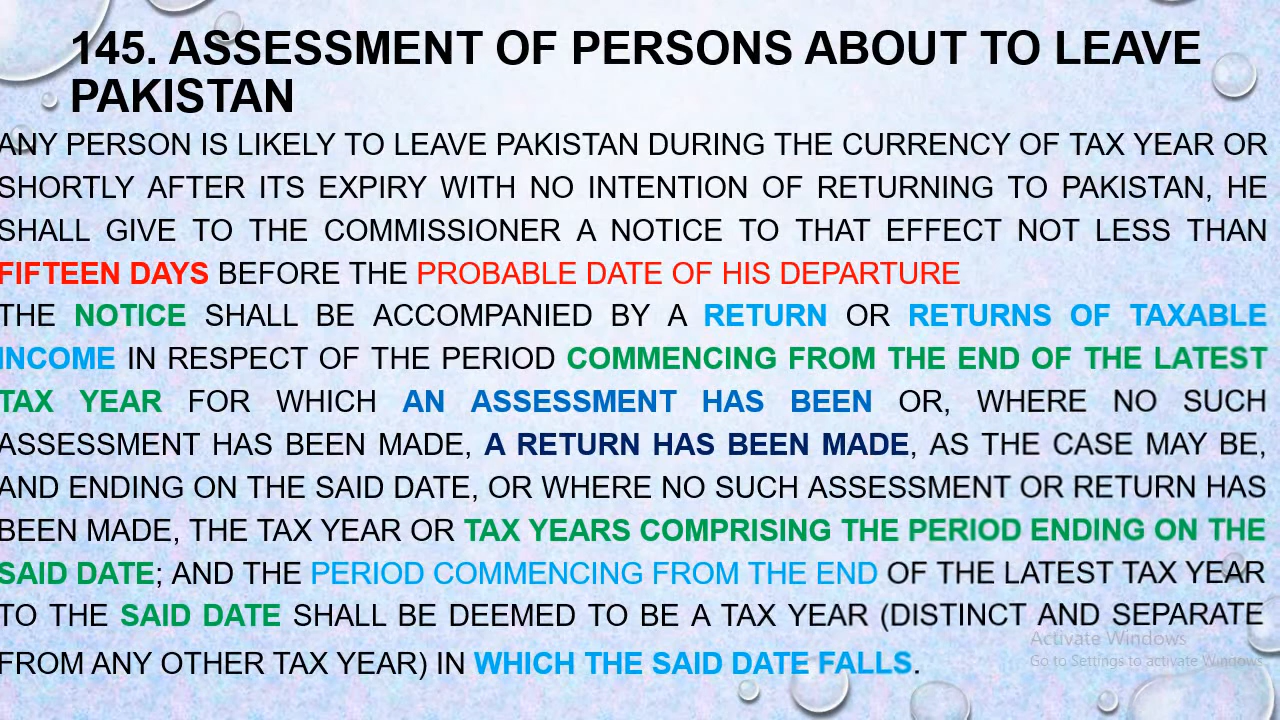 145. ASSESSMENT OF PERSONS ABOUT TO LEAVE
PAKISTAN
ANY PERSON IS LIKELY TO LEAVE PAKISTAN DURING THE CURRENCY OF TAX YEAR OR
SHORTLY AFTER ITS EXPIRY WITH NO INTENTION OF RETURNING TO PAKISTAN, HE
SHALL GIVE TO THE COMMISSIONER A NOTICE TO THAT EFFECT NOT LESS THAN
FIFTEEN DAYS BEFORE THE PROBABLE DATE OF HIS DEPARTURE
THE NOTICE SHALL BE ACCOMPANIED BY A RETURN OR RETURNS OF TAXABLE
INCOME IN RESPECT OF THE PERIOD COMMENCING FROM THE END OF THE LATEST
TAX YEAR FOR WHICH AN ASSESSMENT HAS BEEN OR, WHERE NO SUCH
ASSESSMENT HAS BEEN MADE, A RETURN HAS BEEN MADE, AS THE CASE MAY BE,
AND ENDING ON THE SAID DATE, OR WHERE NO SUCH ASSESSMENT OR RETURN HAS
BEEN MADE, THE TAX YEAR OR TAX YEARS COMPRISING THE PERIOD ENDING ON THE
SAID DATE; AND THE PERIOD COMMENCING FROM THE END OF THE LATEST TAX YEAR
TO THE SAID DATE SHALL BE DEEMED TO BE A TAX YEAR (DISTINCT AND SEPARATE
FROM ANY OTHER TAX YEAR) IN WHICH THE SAID DATE FALLS.
Activate Windows
Go to Settings to activate Windows.